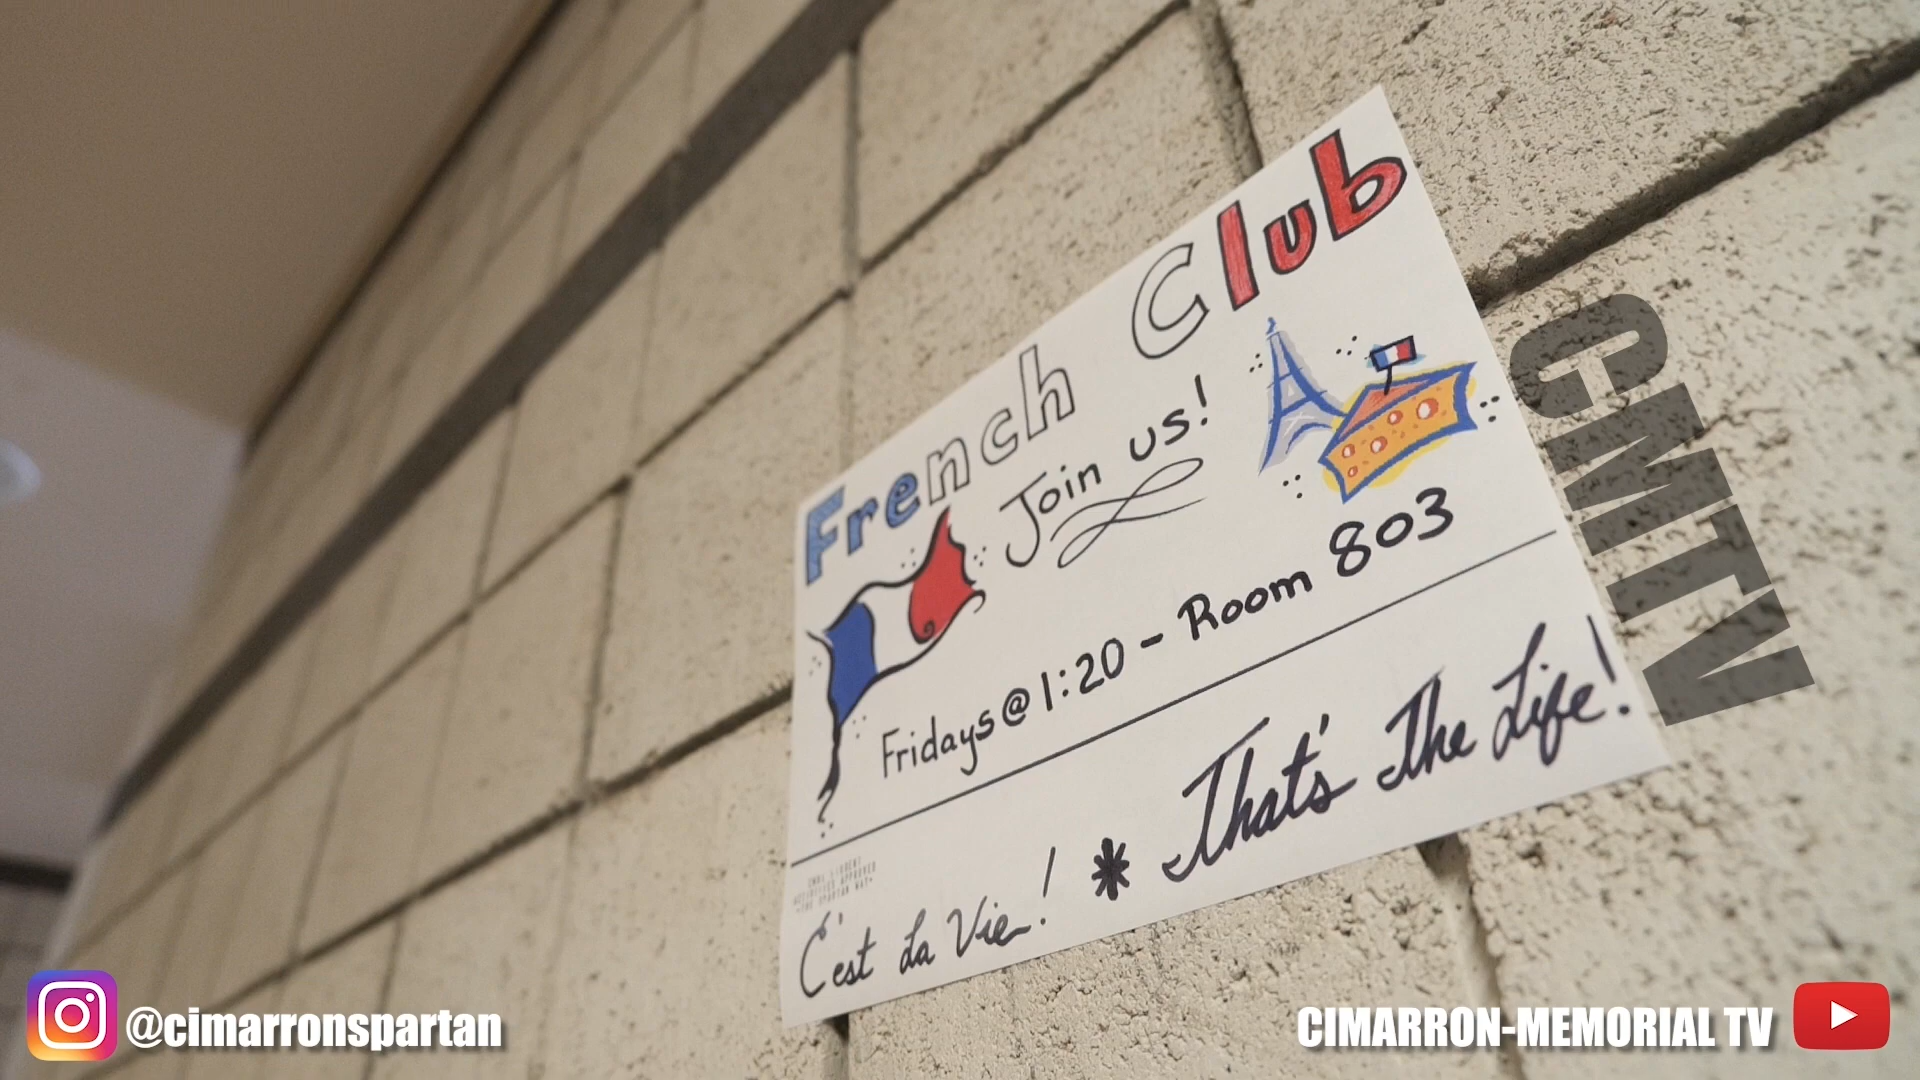 French Club
Join us!
Fridays @ 1:20 - Room 803
C'est La Vie! * That's The Life!
CMTV
@cimarronspartan
CIMARRON-MEMORIAL TV